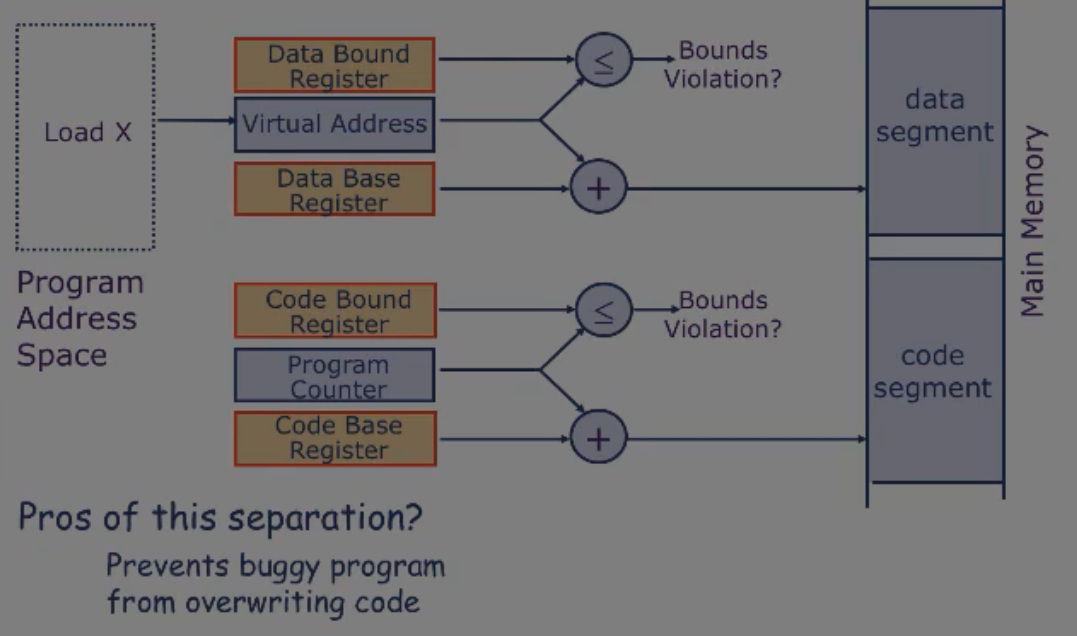 Data Bound
Register
≤
Bounds
Violation?
Load X
Virtual Address
Data Base
Register
+
data
segment
Main Memory
Program
Address
Space
Code Bound
Register
≤
Bounds
Violation?
Program
Counter
Code Base
Register
+
code
segment
Pros of this separation?
Prevents buggy program
from overwriting code